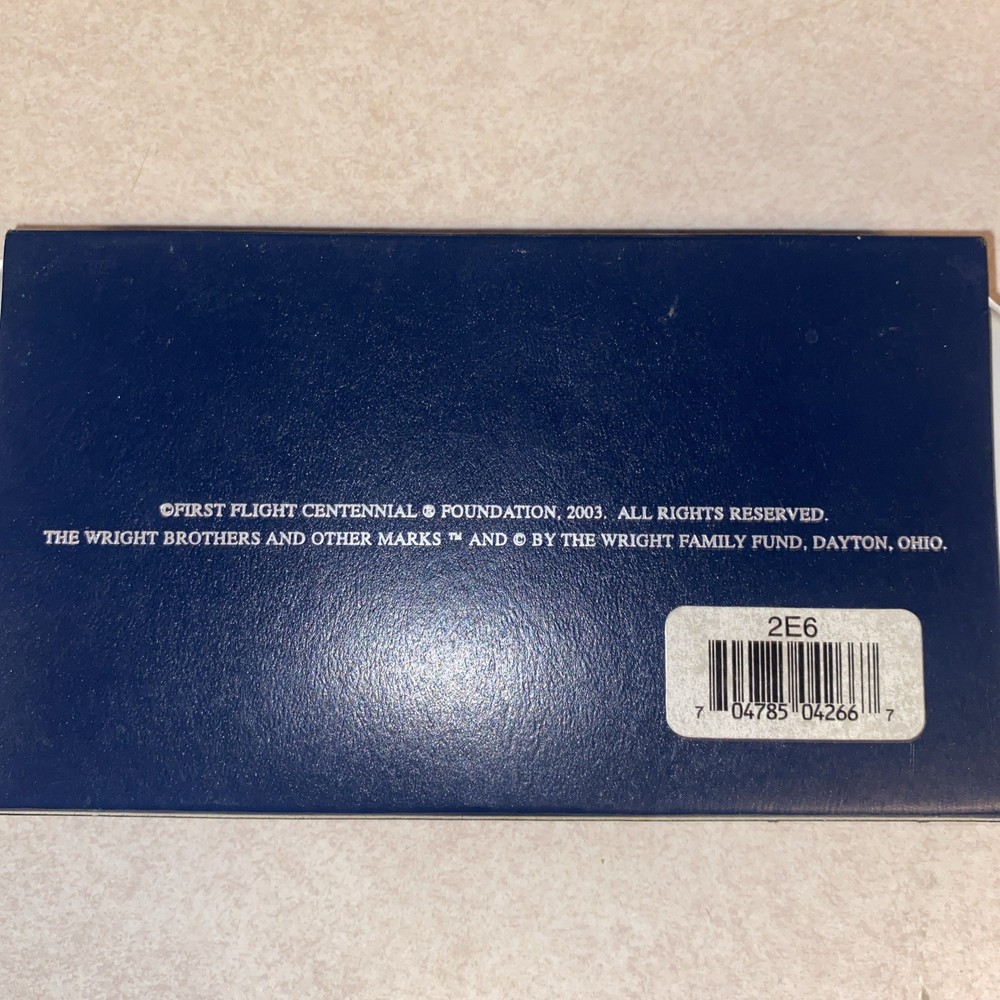 ©FIRST FLIGHT CENTENNIAL ® FOUNDATION, 2003. ALL RIGHTS RESERVED.
THE WRIGHT BROTHERS AND OTHER MARKS ™ AND © BY THE WRIGHT FAMILY FUND, DAYTON, OHIO.
2E6
7 04785 04266 7